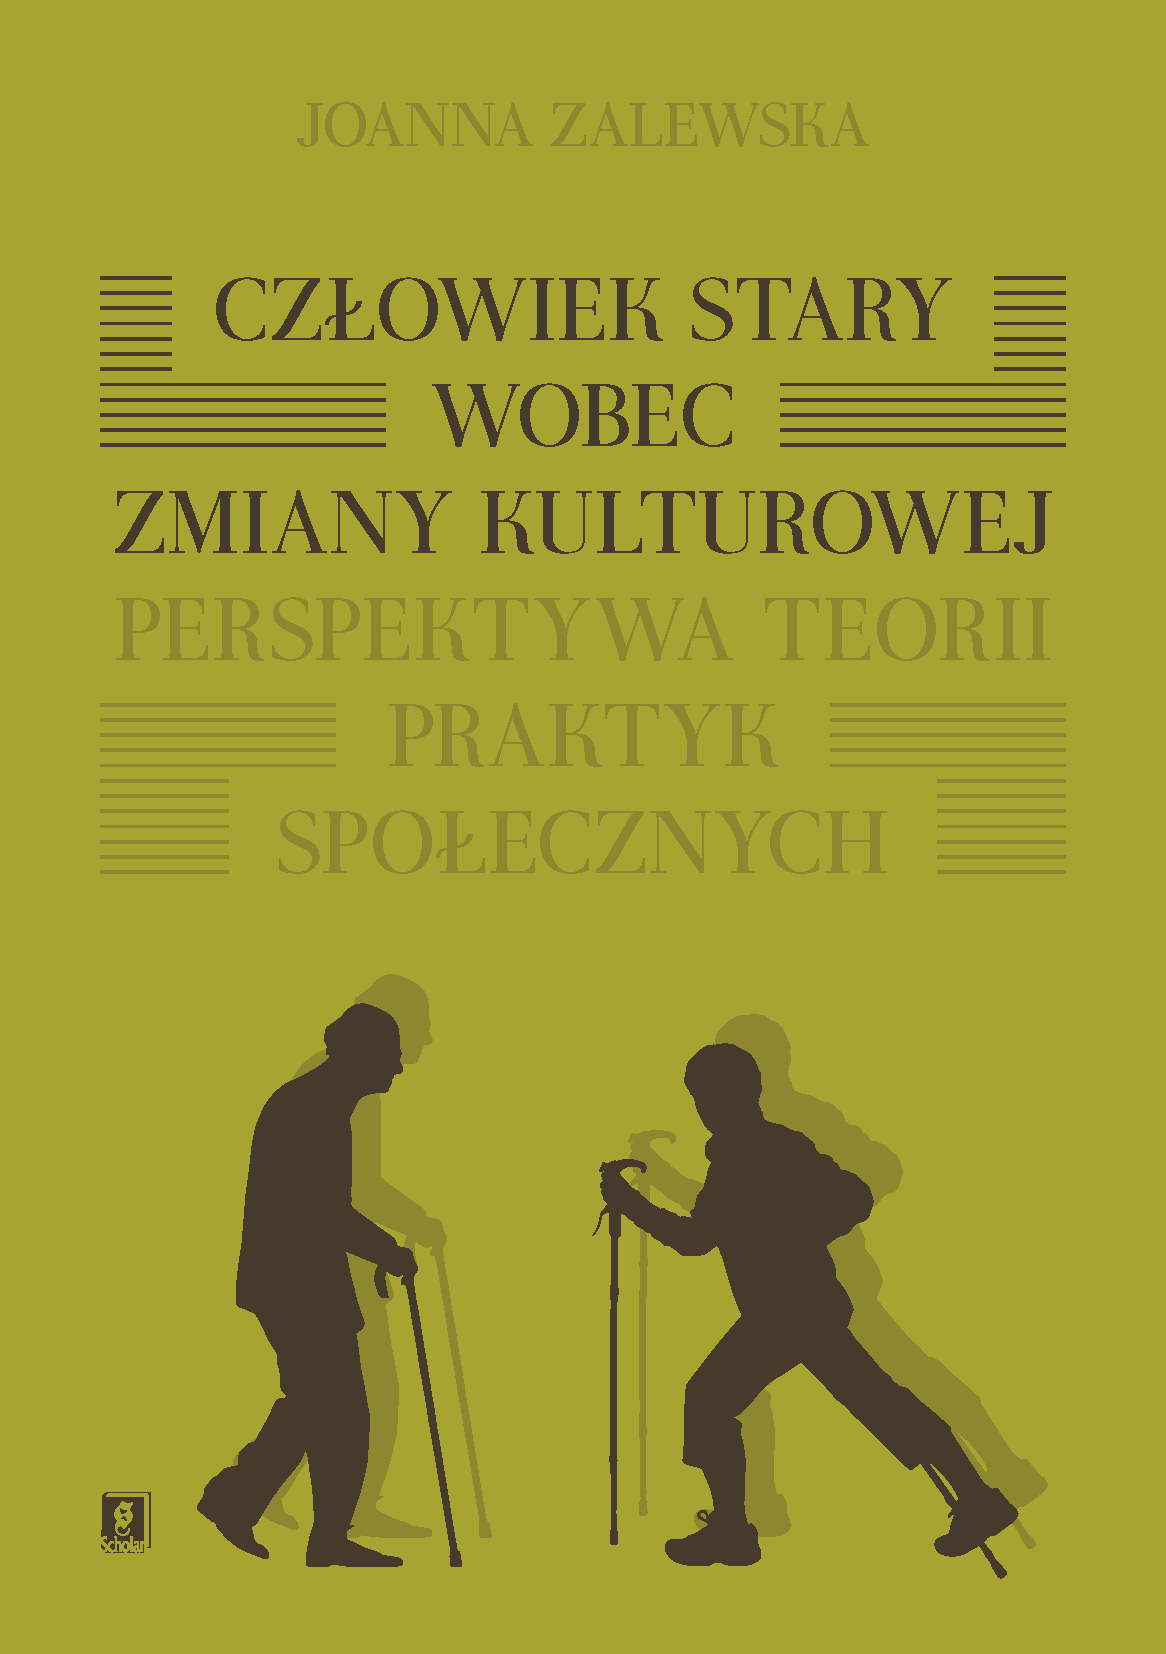 JOANNA ZALEWSKA
CZŁOWIEK STARY
WOBEC
ZMIANY KULTUROWEJ
PERSPEKTYWA TEORII
PRAKTYK
SPOŁECZNYCH
S
Scholar